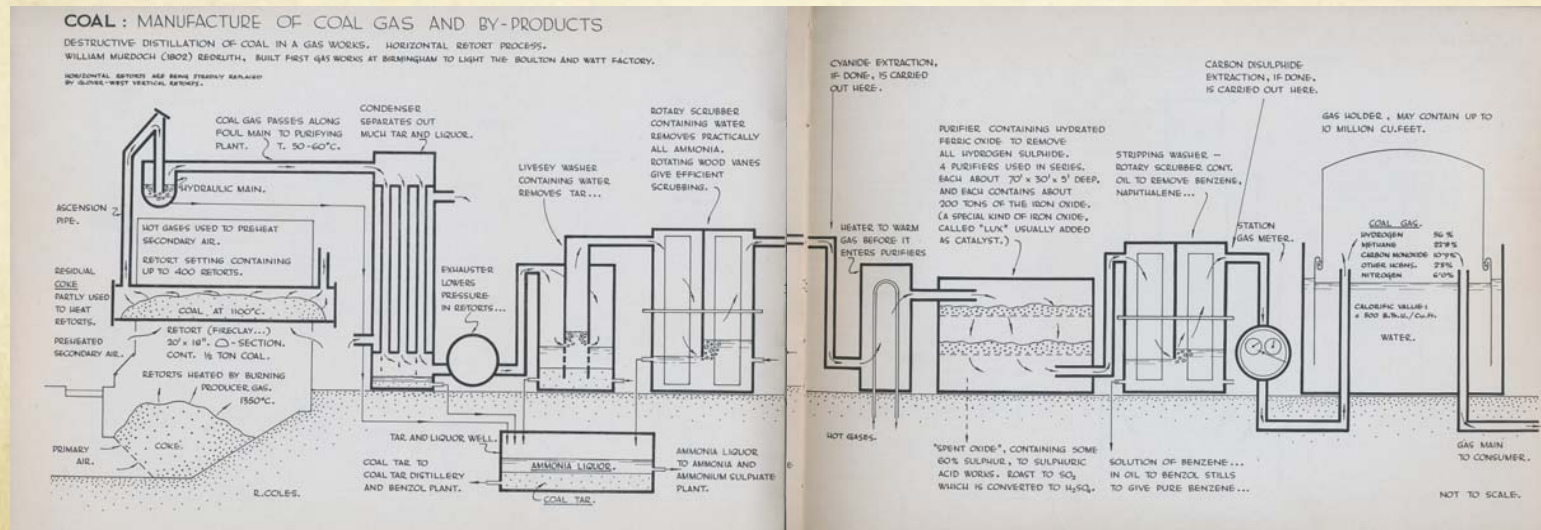 COAL : MANUFACTURE OF COAL GAS AND BY-PRODUCTS
DESTRUCTIVE DISTILLATION OF COAL IN A GAS WORKS. HORIZONTAL RETORT PROCESS.
WILLIAM MURDOCH (1802) REDRUTH, BUILT FIRST GAS WORKS AT BIRMINGHAM TO LIGHT THE BOULTON AND WATT FACTORY.
HORIZONTAL RETORTS ARE BEING STEADILY REPLACED
BY GLOVER-WEST VERTICAL RETORTS.
COAL GAS PASSES ALONG
FOUL MAIN TO PURIFYING
PLANT. T. 50-60°C.
CONDENSER
SEPARATES OUT
MUCH TAR AND LIQUOR.
HYDRAULIC MAIN.
ASCENSION
PIPE.
HOT GASES USED TO PREHEAT
SECONDARY AIR.
RETORT SETTING CONTAINING
UP TO 400 RETORTS.
RESIDUAL
COKE
PARTLY USED
TO HEAT
RETORTS.
COAL AT 1100°C.
PREHEATED
SECONDARY AIR.
RETORT (FIRECLAY...)
20' x 18". -SECTION.
CONT. ½ TON COAL.
RETORTS HEATED BY BURNING
PRODUCER GAS.
1350°C.
COKE.
PRIMARY
AIR.
R.COLES.
EXHAUSTER
LOWERS
PRESSURE
IN RETORTS...
LIVESEY WASHER
CONTAINING WATER
REMOVES TAR...
ROTARY SCRUBBER
CONTAINING WATER
REMOVES PRACTICALLY
ALL AMMONIA.
ROTATING WOOD VANES
GIVE EFFICIENT
SCRUBBING.
TAR AND LIQUOR WELL.
AMMONIA LIQUOR.
COAL TAR TO
COAL TAR DISTILLERY
AND BENZOL PLANT.
COAL TAR.
AMMONIA LIQUOR
TO AMMONIA AND
AMMONIUM SULPHATE
PLANT.
CYANIDE EXTRACTION,
IF DONE, IS CARRIED
OUT HERE.
HEATER TO WARM
GAS BEFORE IT
ENTERS PURIFIERS
HOT GASES.
PURIFIER CONTAINING HYDRATED
FERRIC OXIDE TO REMOVE
ALL HYDROGEN SULPHIDE.
4 PURIFIERS USED IN SERIES.
EACH ABOUT 70' x 30' x 5' DEEP,
AND EACH CONTAINS ABOUT
200 TONS OF THE IRON OXIDE.
(A SPECIAL KIND OF IRON OXIDE,
CALLED "LUX" USUALLY ADDED
AS CATALYST.)
"SPENT OXIDE", CONTAINING SOME
60% SULPHUR, TO SULPHURIC
ACID WORKS. ROAST TO SO₂
WHICH IS CONVERTED TO H₂SO₄.
CARBON DISULPHIDE
EXTRACTION, IF DONE,
IS CARRIED OUT HERE.
STRIPPING WASHER -
ROTARY SCRUBBER CONT.
OIL TO REMOVE BENZENE,
NAPHTHALENE...
STATION
GAS METER.
SOLUTION OF BENZENE...
IN OIL TO BENZOL STILLS
TO GIVE PURE BENZENE...
GAS HOLDER, MAY CONTAIN UP TO
10 MILLION CU.FEET.
COAL GAS.
HYDROGEN 56 %
METHANE 22·8%
CARBON MONOXIDE 10·9%
OTHER HCBNS. 2·3%
NITROGEN 6·0%
CALORIFIC VALUE:
500 B.Th.U./Cu.ft.
WATER.
GAS MAIN
TO CONSUMER.
NOT TO SCALE.